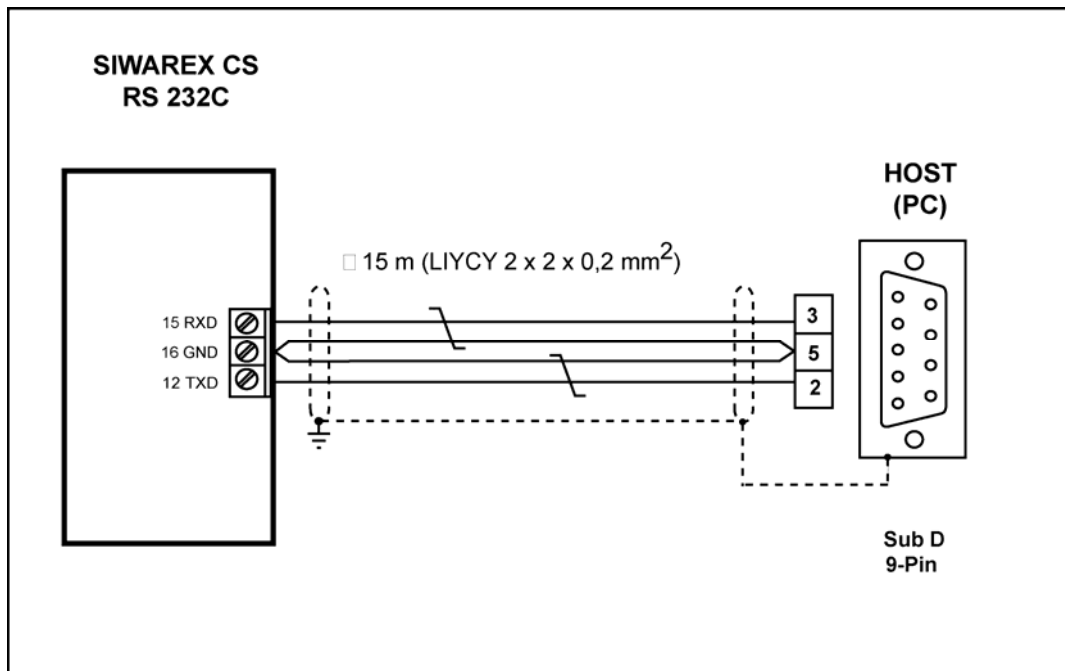 SIWAREX CS
RS 232C
HOST
(PC)
□ 15 m (LIYCY 2 x 2 x 0,2 mm²)
15 RXD
16 GND
12 TXD
3
5
2
Sub D
9-Pin